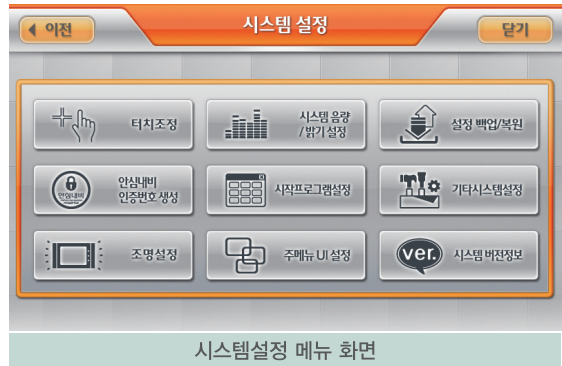 이전
시스템 설정
닫기
터치조정
시스템 음량
/밝기 설정
설정 백업/복원
안심내비
안심내비
인증번호 생성
시작프로그램설정
기타시스템설정
조명설정
주메뉴 UI 설정
ver.
시스템 버전정보
시스템설정 메뉴 화면